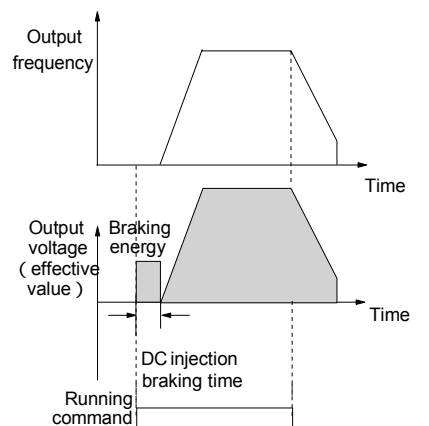 Output
frequency
Time
Output
voltage
( effective
value )
Braking
energy
Time
DC injection
braking time
Running
command